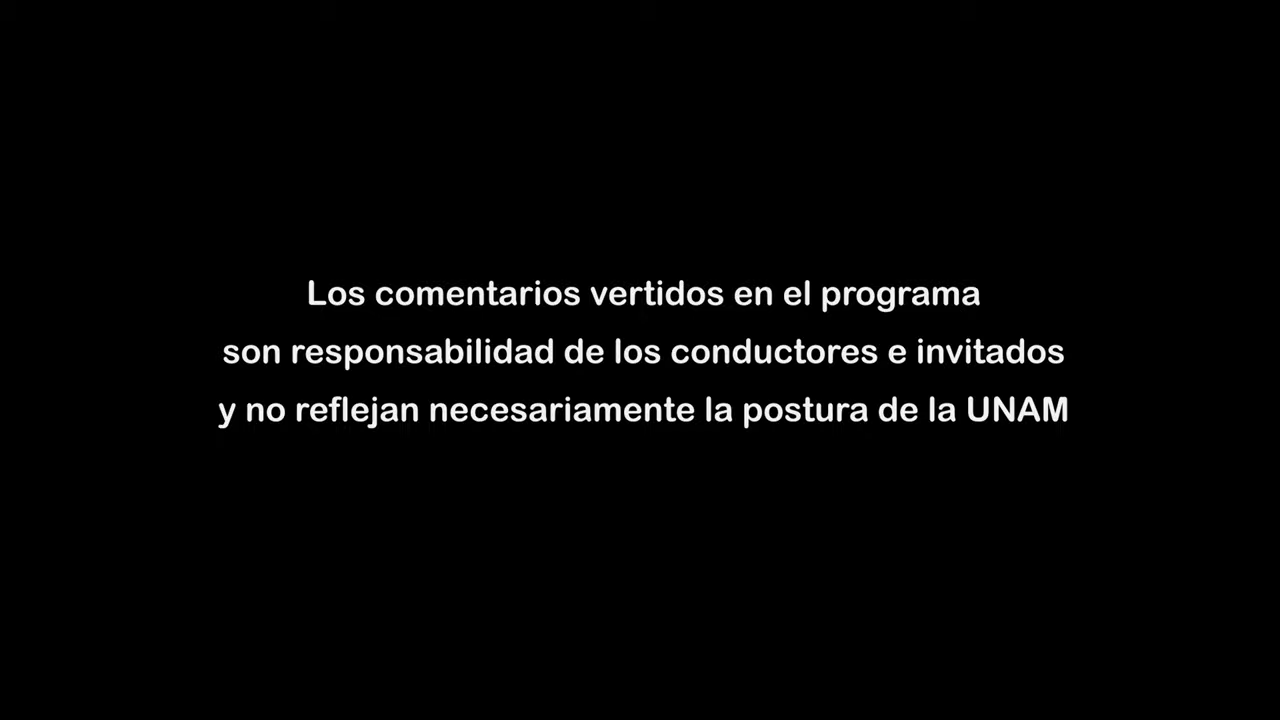 Los comentarios vertidos en el programa
son responsabilidad de los conductores e invitados
y no reflejan necesariamente la postura de la UNAM